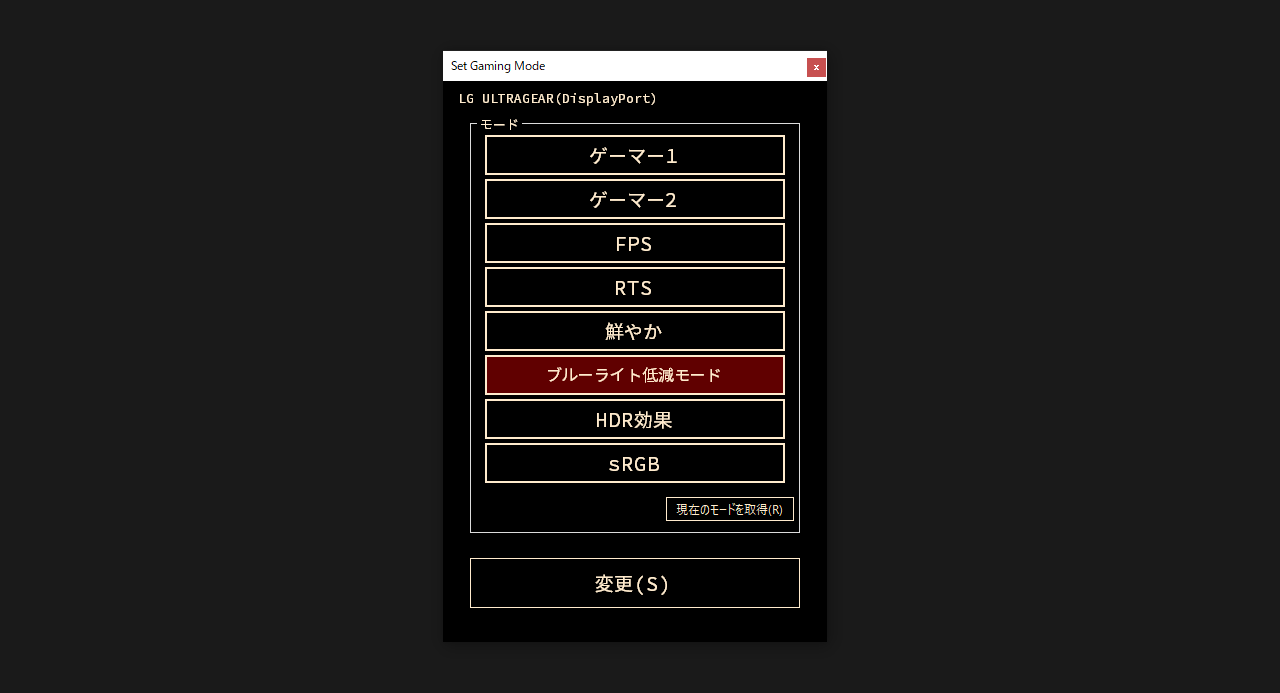 Set Gaming Mode
x
LG ULTRAGEAR(DisplayPort)
モード
ゲーマー1
ゲーマー2
FPS
RTS
鮮やか
ブルーライト低減モード
HDR効果
sRGB
現在のモードを取得(R)
変更(S)